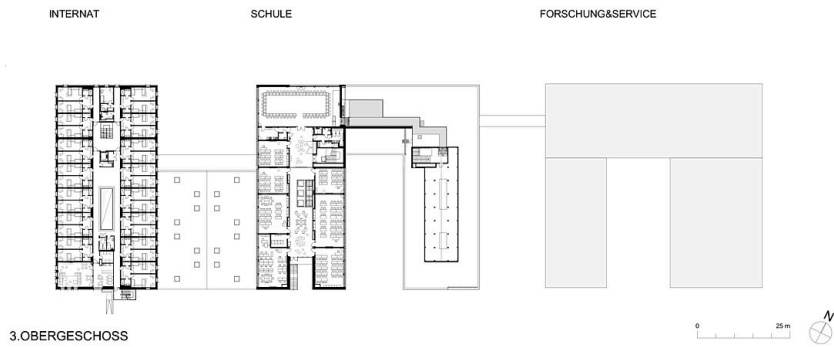 INTERNAT
SCHULE
FORSCHUNG&SERVICE
3.OBERGESCHOSS
0
25 m
N